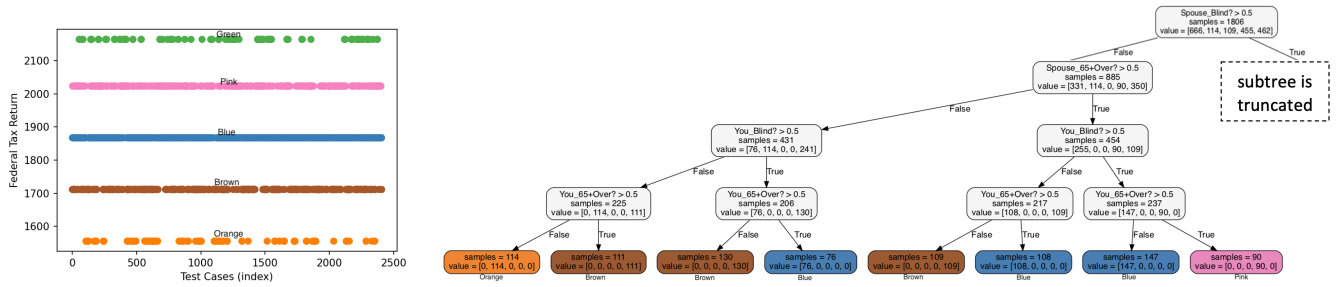 Federal Tax Return
2100
2000
1900
1800
1700
1600
Green
Pink
Blue
Brown
Orange
0
500
1000
1500
2000
2500
Test Cases (index)
Spouse_Blind? > 0.5
samples = 1806
value = [666, 114, 109, 455, 462]
False
True
subtree is
truncated
Spouse_65+Over? > 0.5
samples = 885
value = [331, 114, 0, 90, 350]
False
True
You_Blind? > 0.5
samples = 431
value = [76, 114, 0, 0, 241]
You_Blind? > 0.5
samples = 454
value = [255, 0, 0, 90, 109]
False
True
False
True
You_65+Over? > 0.5
samples = 225
value = [0, 114, 0, 0, 111]
You_65+Over? > 0.5
samples = 206
value = [76, 0, 0, 0, 130]
You_65+Over? > 0.5
samples = 217
value = [108, 0, 0, 0, 109]
You_65+Over? > 0.5
samples = 237
value = [147, 0, 0, 90, 0]
False
True
False
True
False
True
False
True
samples = 114
value = [0, 114, 0, 0, 0]
Orange
samples = 111
value = [0, 0, 0, 0, 111]
Brown
samples = 130
value = [0, 0, 0, 0, 130]
Brown
samples = 76
value = [76, 0, 0, 0, 0]
Blue
samples = 109
value = [0, 0, 0, 0, 109]
Brown
samples = 108
value = [108, 0, 0, 0, 0]
Blue
samples = 147
value = [147, 0, 0, 0, 0]
Blue
samples = 90
value = [0, 0, 0, 90, 0]
Pink